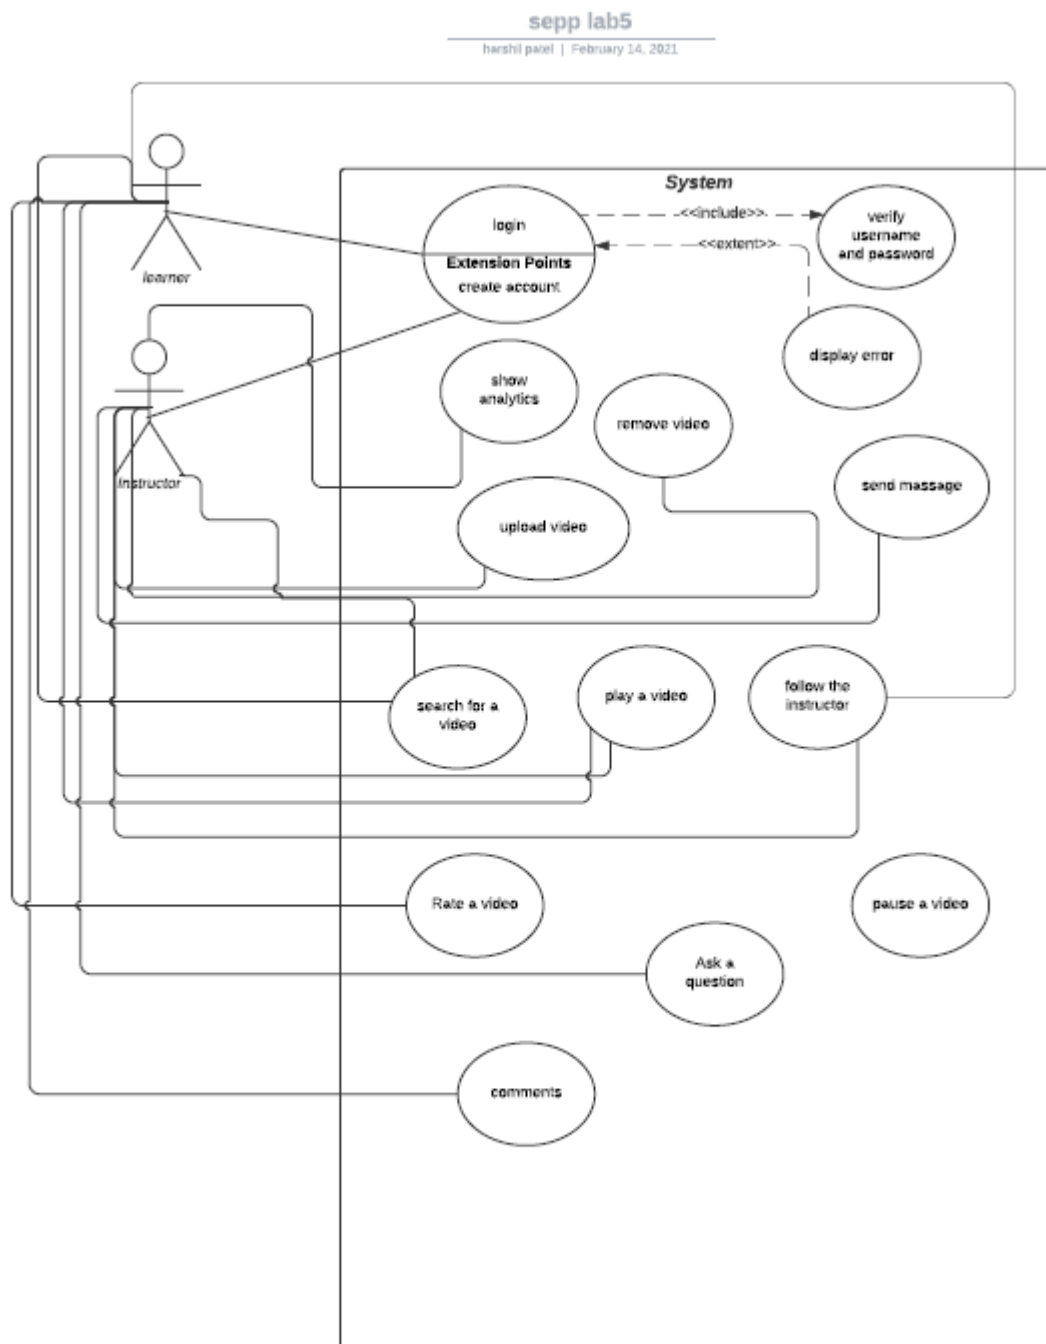 sepp lab5
harshil patel | February 14, 2021
System
login
Extension Points
create account
<<include>>
verify
username
and password
<<extent>>
learner
display error
show
analytics
remove video
Instructor
send massage
upload video
search for a
video
play a video
follow the
instructor
Rate a video
pause a video
Ask a
question
comments